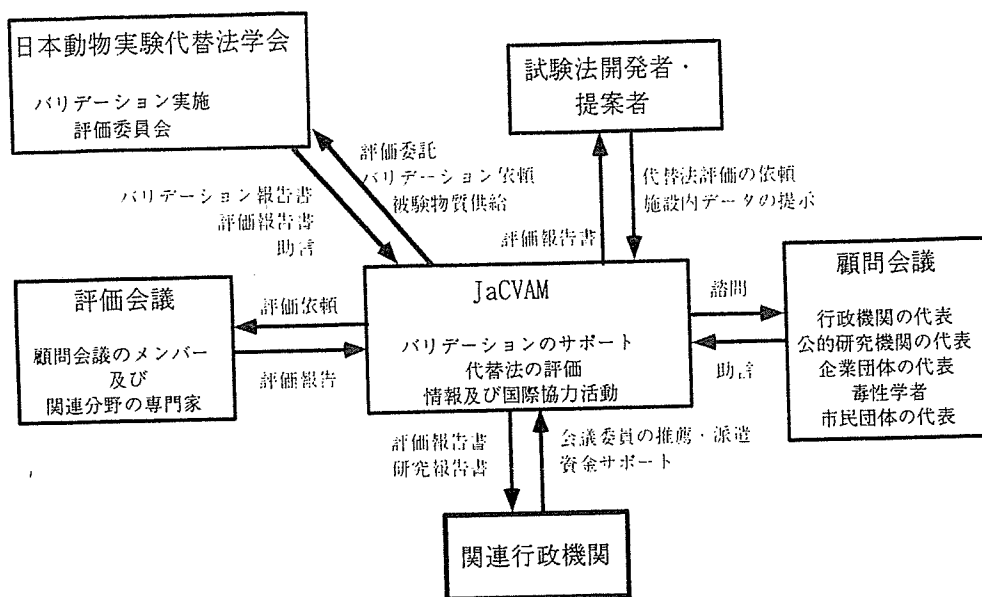 日本動物実験代替法学会
バリデーション実施
評価委員会
試験法開発者・
提案者
評価委託
バリデーション依頼
被験物質供給
バリデーション報告書
評価報告書
助言
評価報告書
代替法評価の依頼
施設内データの提示
評価会議
顧問会議のメンバー
及び
関連分野の専門家
評価依頼
評価報告
JaCVAM
バリデーションのサポート
代替法の評価
情報及び国際協力活動
諮問
助言
顧問会議
行政機関の代表
公的研究機関の代表
企業団体の代表
毒性学者
市民団体の代表
評価報告書
研究報告書
会議委員の推薦・派遣
資金サポート
関連行政機関